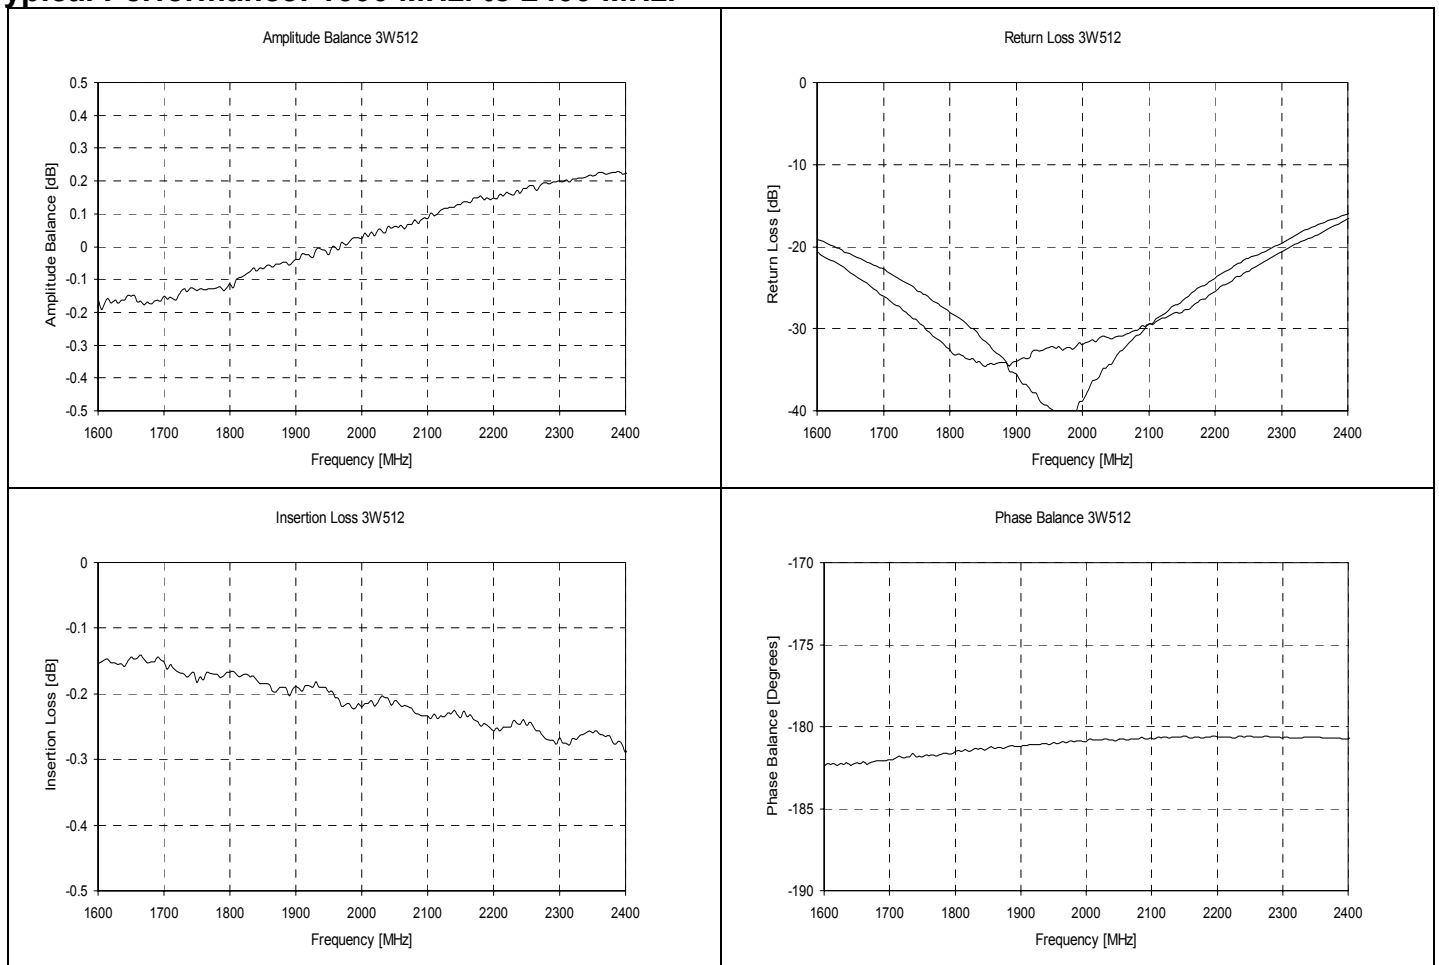 Amplitude Balance 3W512
0.5
0.4
0.3
0.2
0.1
0
-0.1
-0.2
-0.3
-0.4
-0.5
Amplitude Balance [dB]
1600 1700 1800 1900 2000 2100 2200 2300 2400
Frequency [MHz]
Return Loss 3W512
0
-10
-20
-30
-40
Return Loss [dB]
1600 1700 1800 1900 2000 2100 2200 2300 2400
Frequency [MHz]
Insertion Loss 3W512
0
-0.1
-0.2
-0.3
-0.4
-0.5
Insertion Loss [dB]
1600 1700 1800 1900 2000 2100 2200 2300 2400
Frequency [MHz]
Phase Balance 3W512
-170
-175
-180
-185
-190
Phase Balance [Degrees]
1600 1700 1800 1900 2000 2100 2200 2300 2400
Frequency [MHz]